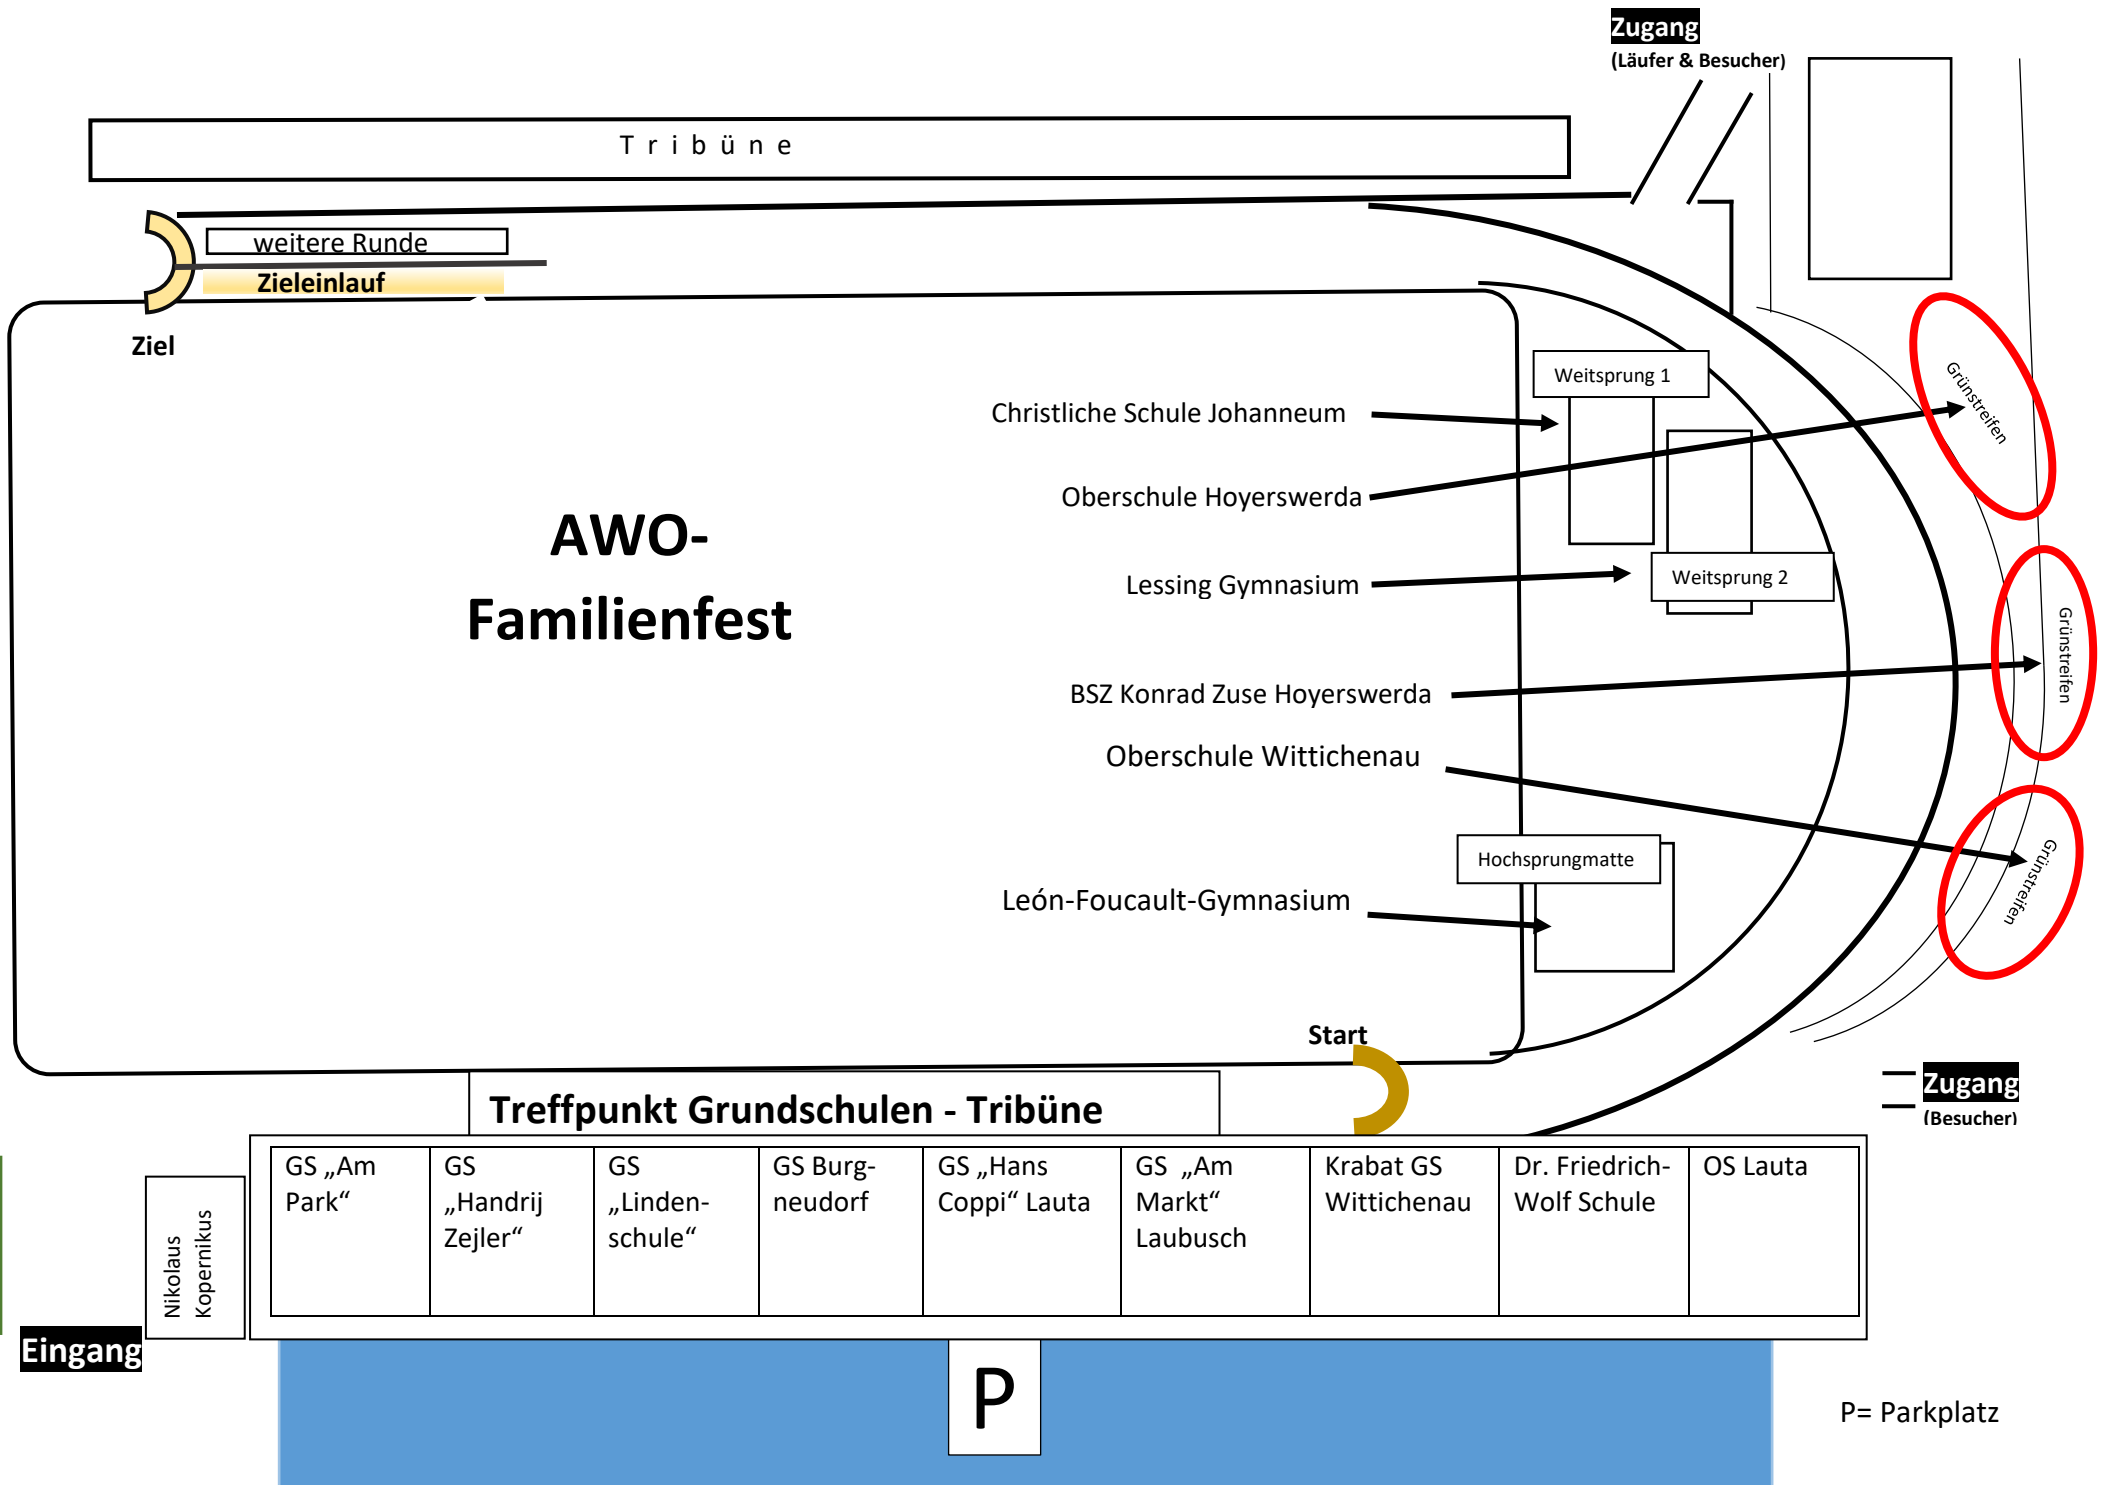 Zugang
(Läufer & Besucher)
Tribüne
weitere Runde
Zieleinlauf
Ziel
Weitsprung 1
Grünstreifen
Christliche Schule Johanneum
Oberschule Hoyerswerda
AWO-
Familienfest
Lessing Gymnasium
Weitsprung 2
Grünstreifen
BSZ Konrad Zuse Hoyerswerda
Oberschule Wittichenau
Hochsprungmatte
Grünstreifen
León-Foucault-Gymnasium
Start
Zugang
(Besucher)
Treffpunkt Grundschulen - Tribüne
GS „Am
Park“
GS
„Handrij
Zejler“
GS
„Linden-
schule“
GS Burg-
neudorf
GS „Hans
Coppi“ Lauta
GS „Am
Markt“
Laubusch
Krabat GS
Wittichenau
Dr. Friedrich-
Wolf Schule
OS Lauta
Nikolaus
Kopernikus
Eingang
P
P= Parkplatz